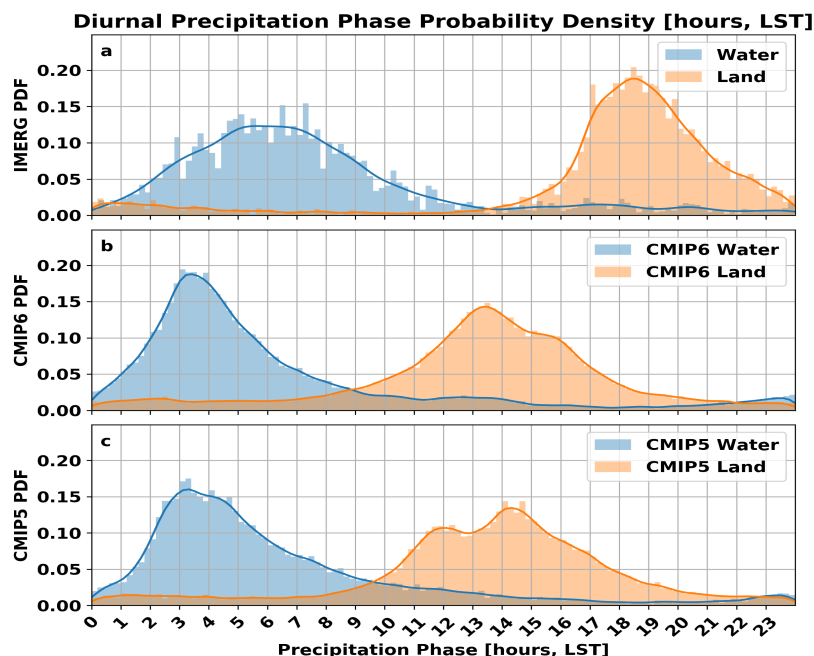 Diurnal Precipitation Phase Probability Density [hours, LST]
a
Water
Land
IMERG PDF
0.20
0.15
0.10
0.05
0.00
b
CMIP6 Water
CMIP6 Land
CMIP6 PDF
0.20
0.15
0.10
0.05
0.00
c
CMIP5 Water
CMIP5 Land
CMIP5 PDF
0.20
0.15
0.10
0.05
0.00
0 1 2 3 4 5 6 7 8 9 10 11 12 13 14 15 16 17 18 19 20 21 22 23
Precipitation Phase [hours, LST]